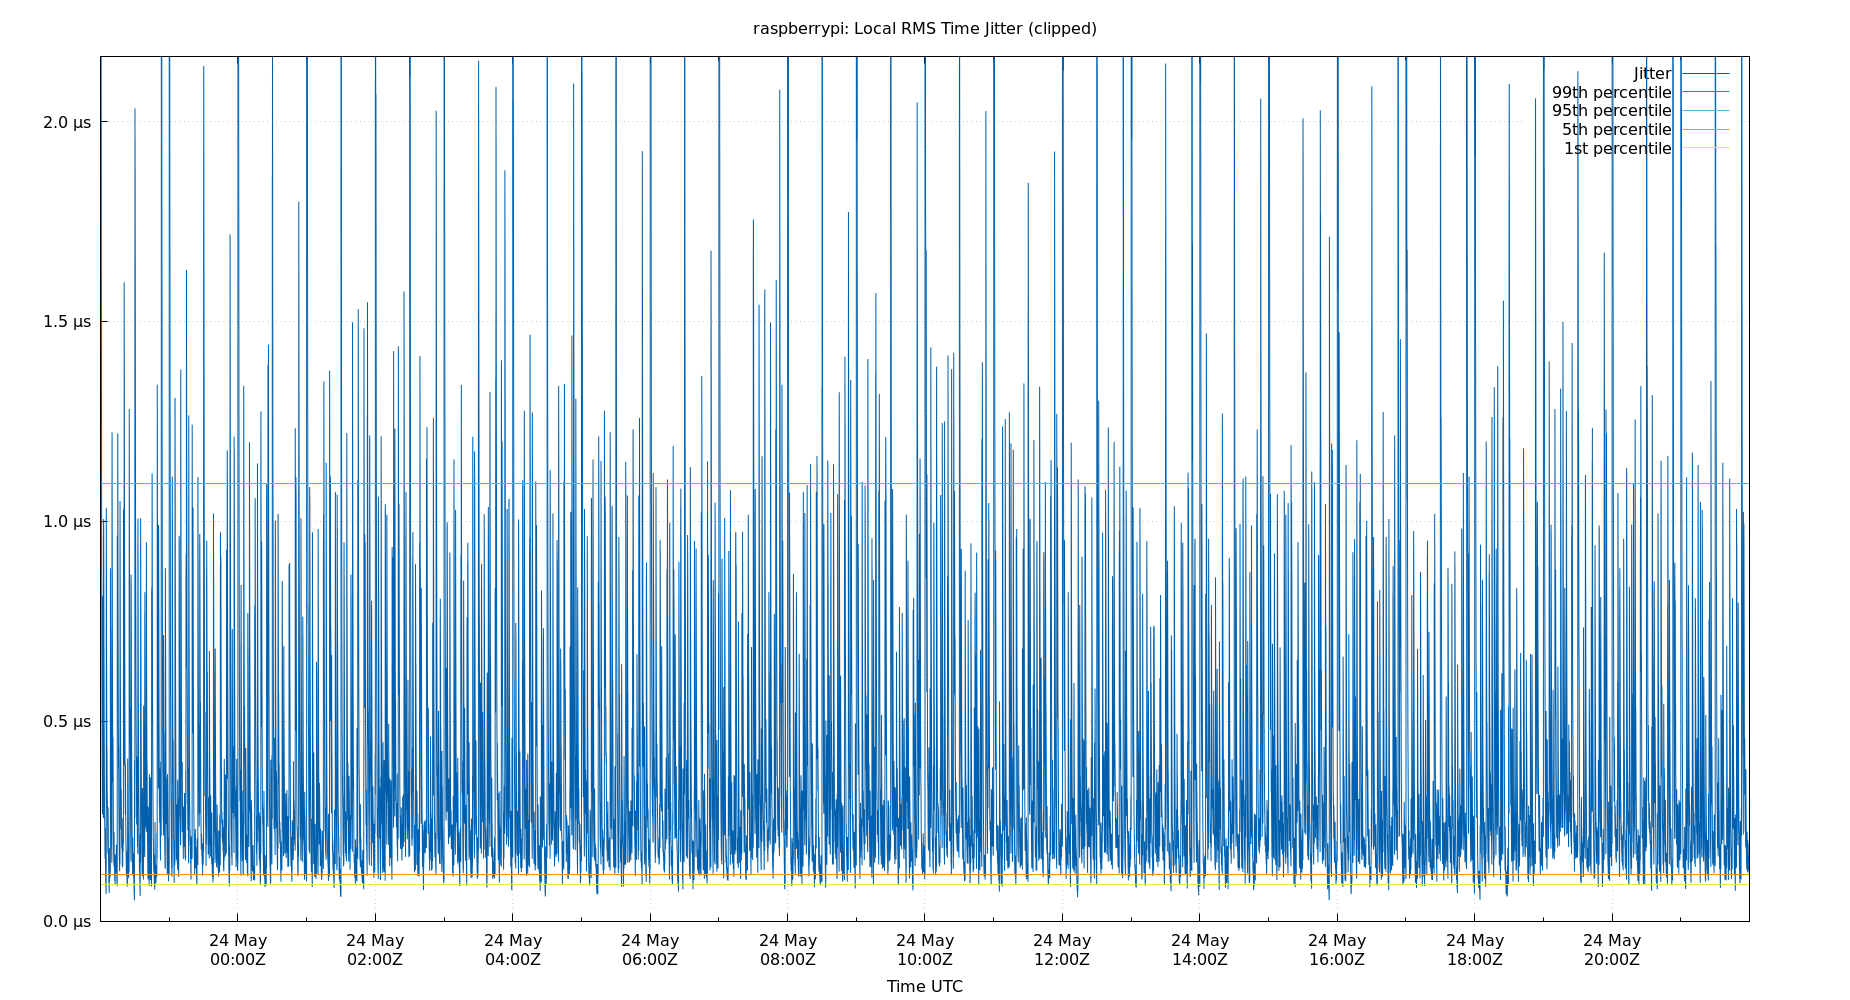 raspberrypi: Local RMS Time Jitter (clipped)
Jitter
99th percentile
95th percentile
5th percentile
1st percentile
2.0 µs
1.5 µs
1.0 µs
0.5 µs
0.0 µs
24 May 24 May 24 May 24 May 24 May 24 May 24 May 24 May 24 May 24 May 24 May
00:00Z 02:00Z 04:00Z 06:00Z 08:00Z 10:00Z 12:00Z 14:00Z 16:00Z 18:00Z 20:00Z
Time UTC